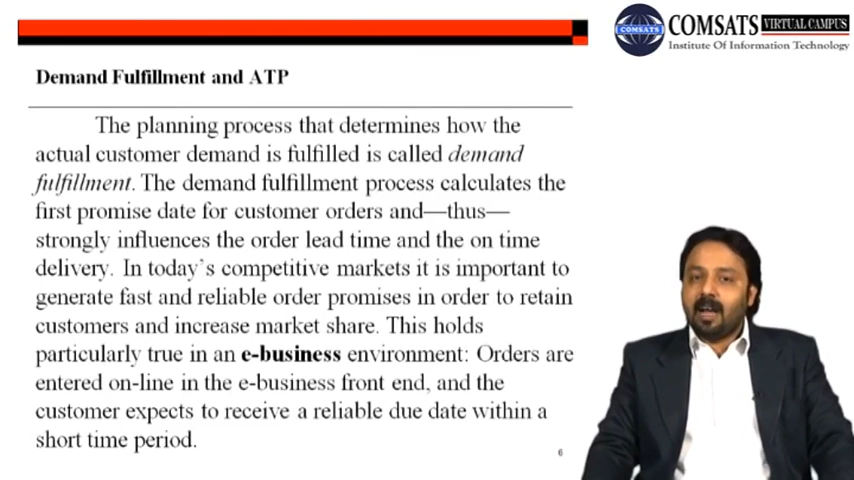 COMSATS VIRTUAL CAMPUS
COMSATS
Institute Of Information Technology
Demand Fulfillment and ATP
The planning process that determines how the
actual customer demand is fulfilled is called demand
fulfillment. The demand fulfillment process calculates the
first promise date for customer orders and—thus—
strongly influences the order lead time and the on time
delivery. In today's competitive markets it is important to
generate fast and reliable order promises in order to retain
customers and increase market share. This holds
particularly true in an e-business environment: Orders are
entered on-line in the e-business front end, and the
customer expects to receive a reliable due date within a
short time period.
6